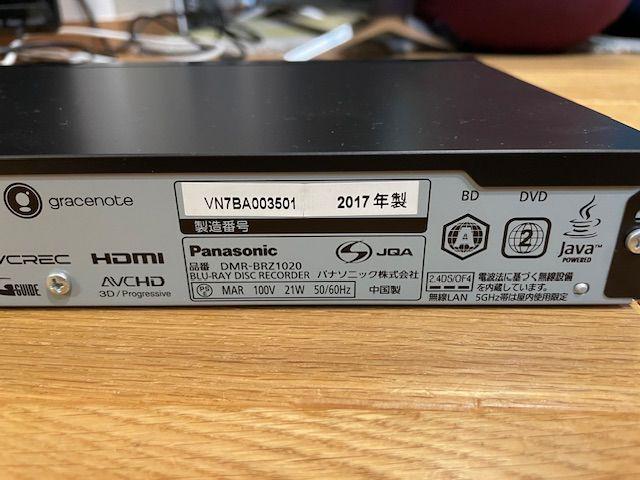 gracenote
VN7BA003501 2017年製
製造番号
VCREC
HDMI
GUIDE
AVCHD
3D/Progressive
Panasonic
JQA
品番 DMR-BRZ1020
BLU-RAY DISC RECORDER パナソニック株式会社
PSE MAR 100V 21W 50/60Hz 中国製
BD
A
DVD
2
Java
POWERED
2.4DS/OF4
無線LAN
電波法に基づく無線設備
を内蔵しています。
5GHz帯は屋内使用限定